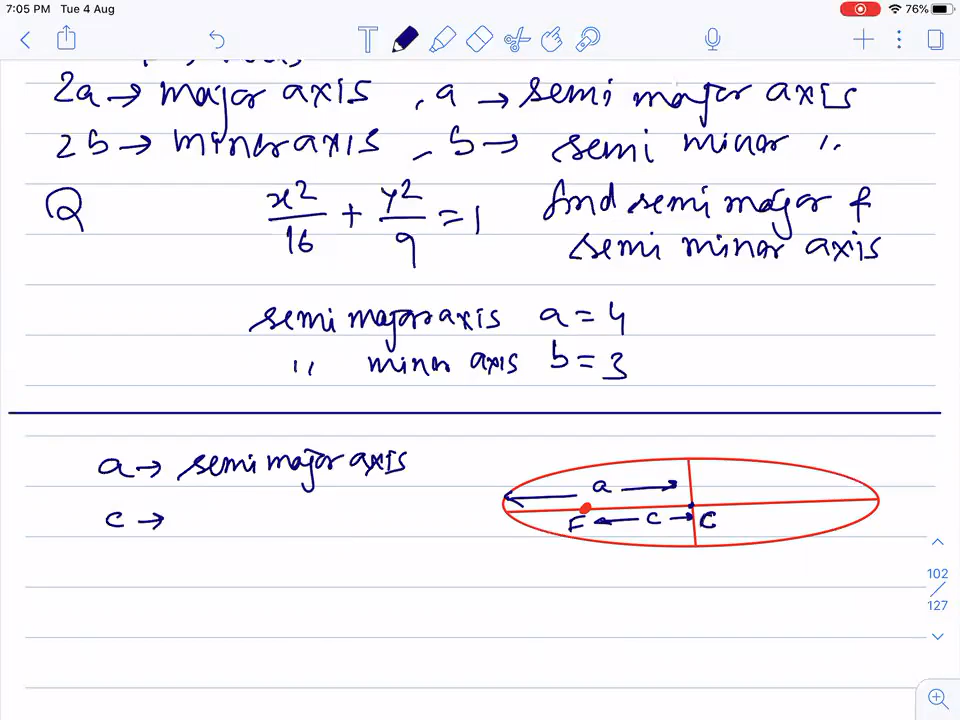 7:05 PM Tue 4 Aug 76%
T
2a → major axis , a → semi major axis
2b → minor axis , b → semi minor ,,
Q x²/16 + y²/9 = 1 find semi major &
semi minor axis
semi major axis a = 4
,, minor axis b = 3
a → semi major axis
c →
a
F ← c → C
102
/
127